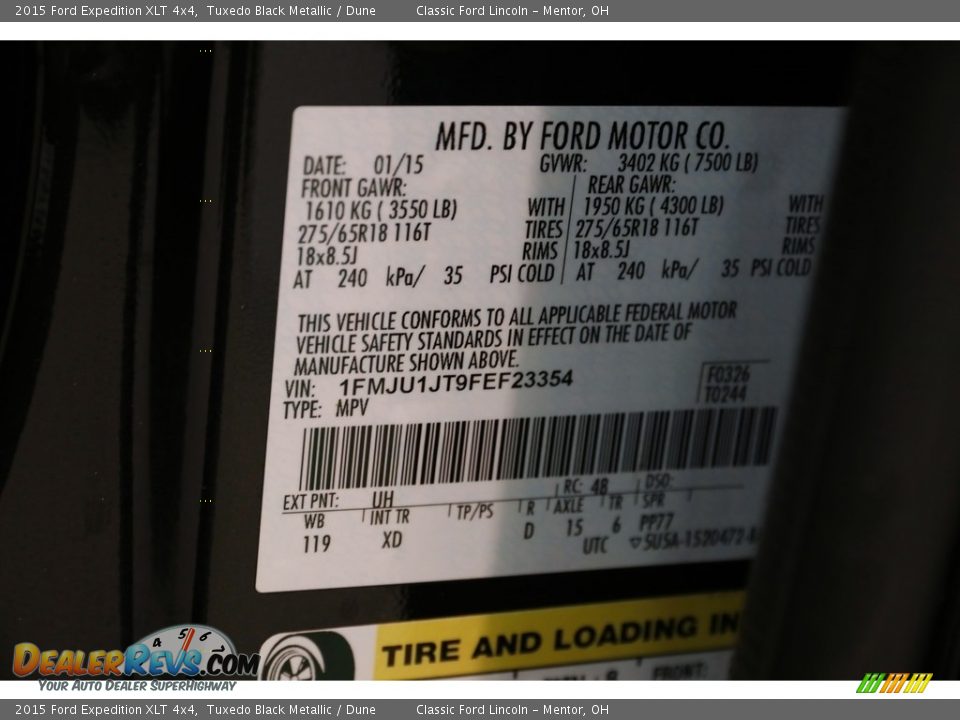 2015 Ford Expedition XLT 4x4, Tuxedo Black Metallic / Dune Classic Ford Lincoln – Mentor, OH
MFD. BY FORD MOTOR CO.
DATE: 01/15 GVWR: 3402 KG ( 7500 LB)
FRONT GAWR: REAR GAWR:
1610 KG ( 3550 LB) WITH 1950 KG ( 4300 LB) WITH
275/65R18 116T TIRES 275/65R18 116T TIRES
18x8.5J RIMS 18x8.5J RIMS
AT 240 kPa/ 35 PSI COLD AT 240 kPa/ 35 PSI COLD
THIS VEHICLE CONFORMS TO ALL APPLICABLE FEDERAL MOTOR
VEHICLE SAFETY STANDARDS IN EFFECT ON THE DATE OF
MANUFACTURE SHOWN ABOVE.
VIN: 1FMJU1JT9FEF23354 F0326
TYPE: MPV T0244
EXT PNT: UH RC: 48 DSO:
WB INT TR TP/PS R AXLE TR SPR
119 XD D 15 6 PP77
UTC
TIRE AND LOADING IN
FRONT:
4 5 6
DEALERREVS.COM
YOUR AUTO DEALER SUPERHIGHWAY
2015 Ford Expedition XLT 4x4, Tuxedo Black Metallic / Dune Classic Ford Lincoln – Mentor, OH